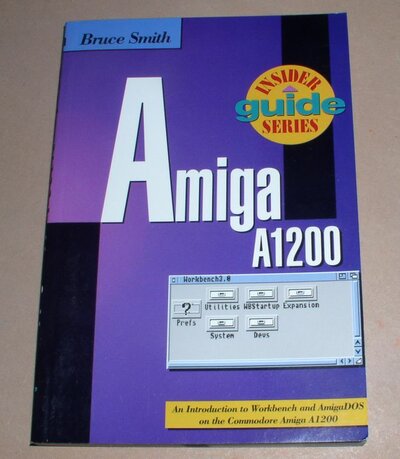 Bruce Smith
INSIDER
guide
SERIES
Amiga
A1200
Workbench3.0
?
Utilities WBStartup Expansion
Prefs
System Devs
An Introduction to Workbench and AmigaDOS
on the Commodore Amiga A1200